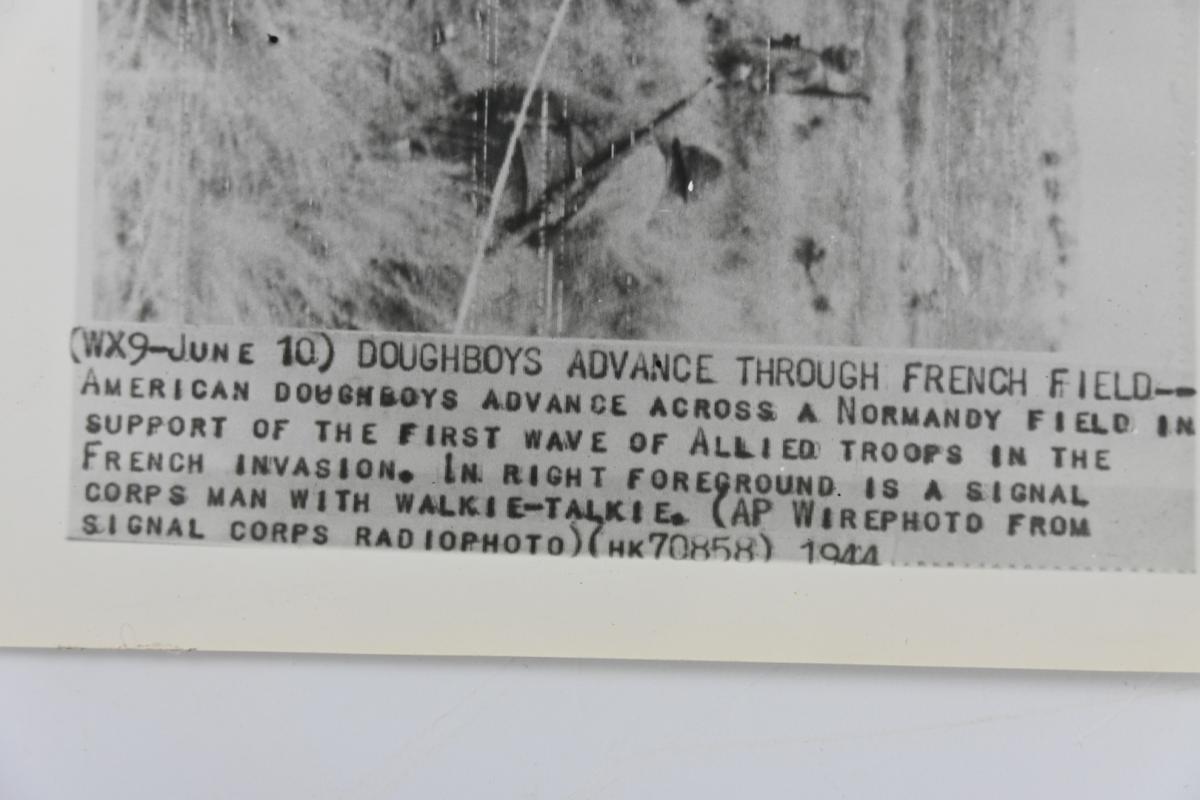 (WX9-JUNE 10) DOUGHBOYS ADVANCE THROUGH FRENCH FIELD--
AMERICAN DOUGHBOYS ADVANCE ACROSS A NORMANDY FIELD IN
SUPPORT OF THE FIRST WAVE OF ALLIED TROOPS IN THE
FRENCH INVASION. IN RIGHT FOREGROUND IS A SIGNAL
CORPS MAN WITH WALKIE-TALKIE. (AP WIREPHOTO FROM
SIGNAL CORPS RADIOPHOTO)(HK70858) 1944